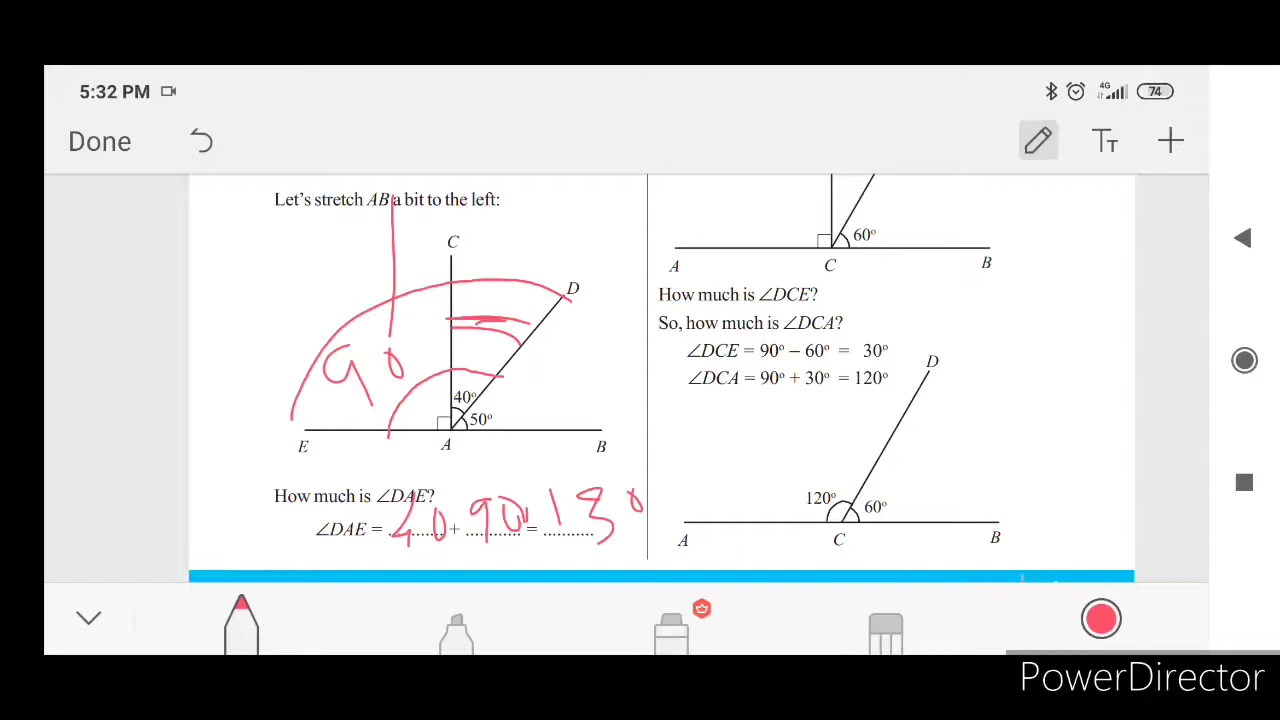 5:32 PM 4G 74
Done TT
Let's stretch AB a bit to the left:
C
D
90
40°
50°
E A B
How much is ∠DAE?
∠DAE = 40 + 90 = 130
60°
A C B
How much is ∠DCE?
So, how much is ∠DCA?
∠DCE = 90° – 60° = 30°
∠DCA = 90° + 30° = 120°
D
120°
60°
A C B
PowerDirector